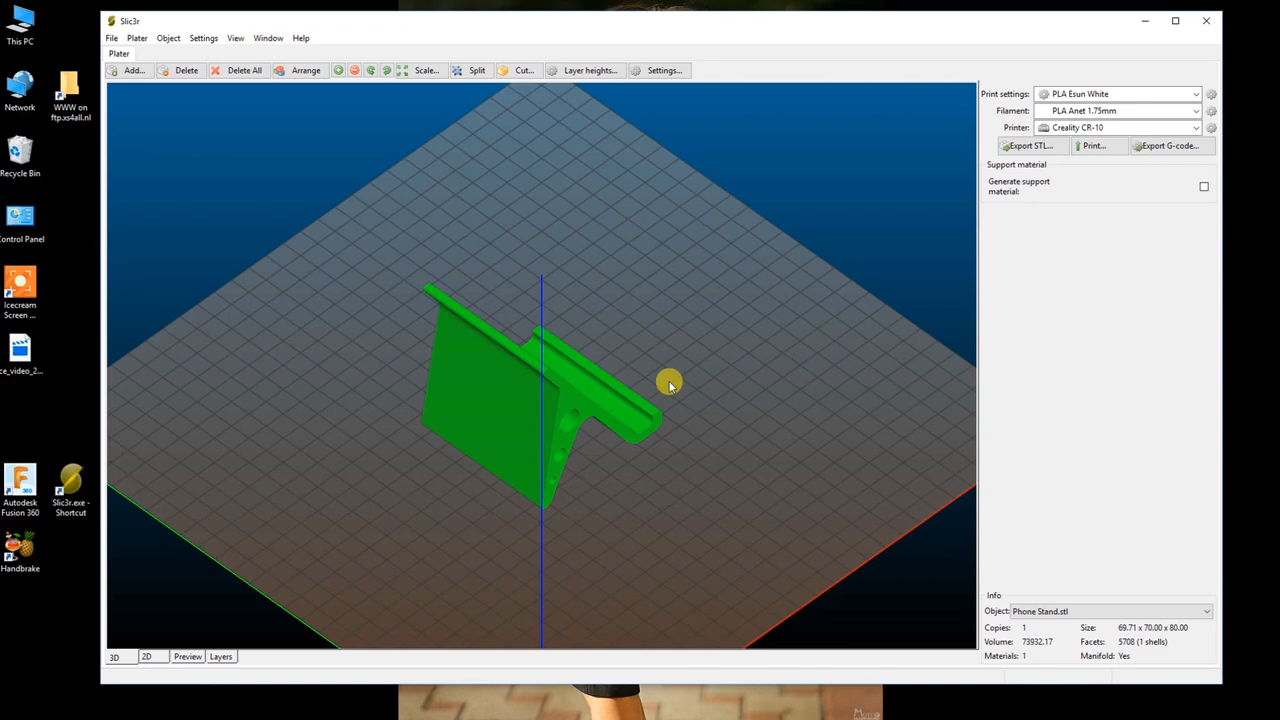 This PC
Network
WWW on
ftp.xs4all.nl
Recycle Bin
Control Panel
Icecream
Screen ...
ce_video_2...
Autodesk
Fusion 360
Slic3r.exe -
Shortcut
Handbrake
Slic3r
File Plater Object Settings View Window Help
Plater
Add... Delete Delete All Arrange Scale... Split Cut... Layer heights... Settings...
Print settings: PLA Esun White
Filament: PLA Anet 1.75mm
Printer: Creality CR-10
Export STL... Print... Export G-code...
Support material
Generate support
material:
Info
Object: Phone Stand.stl
Copies: 1 Size: 69.71 x 70.00 x 80.00
Volume: 73932.17 Facets: 5708 (1 shells)
Materials: 1 Manifold: Yes
3D 2D Preview Layers